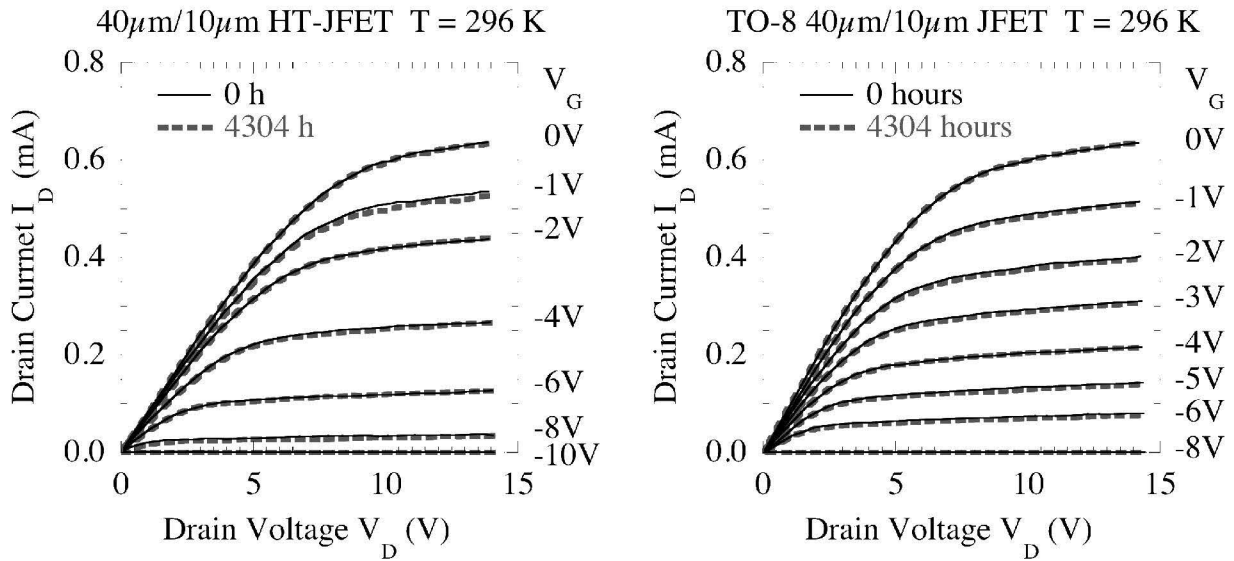 40µm/10µm HT-JFET T = 296 K
0.8
0.6
0.4
0.2
0.0
Drain Currnet I_D (mA)
0 h
4304 h
V_G
0V
-1V
-2V
-4V
-6V
-8V
-10V
0
5
10
15
Drain Voltage V_D (V)
TO-8 40µm/10µm JFET T = 296 K
0.8
0.6
0.4
0.2
0.0
Drain Currnet I_D (mA)
0 hours
4304 hours
V_G
0V
-1V
-2V
-3V
-4V
-5V
-6V
-8V
0
5
10
15
Drain Voltage V_D (V)